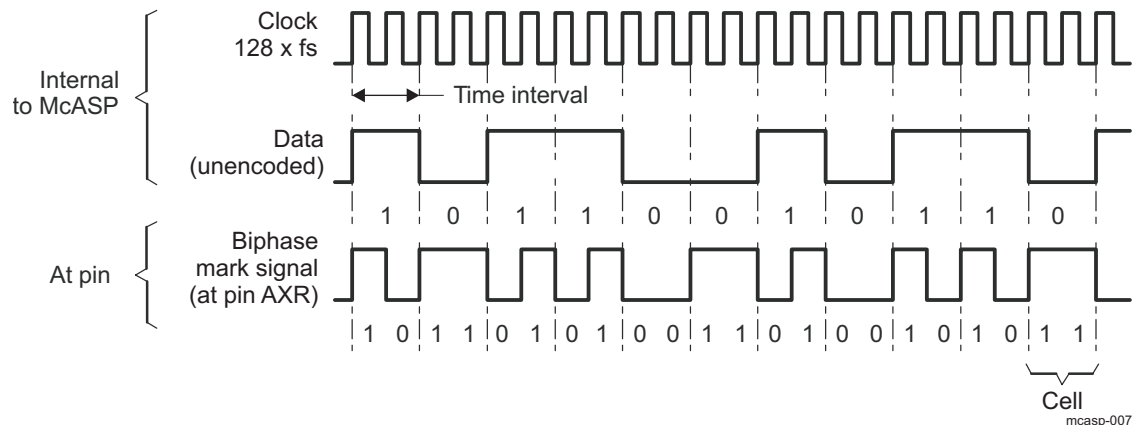 Clock
128 x fs
Internal
to McASP
Time interval
Data
(unencoded)
1 0 1 1 0 0 1 0 1 1 0
Biphase
mark signal
(at pin AXR)
At pin
1 0 1 1 0 1 0 1 0 0 1 1 0 1 0 0 1 0 1 0 1 1
Cell
mcasp-007